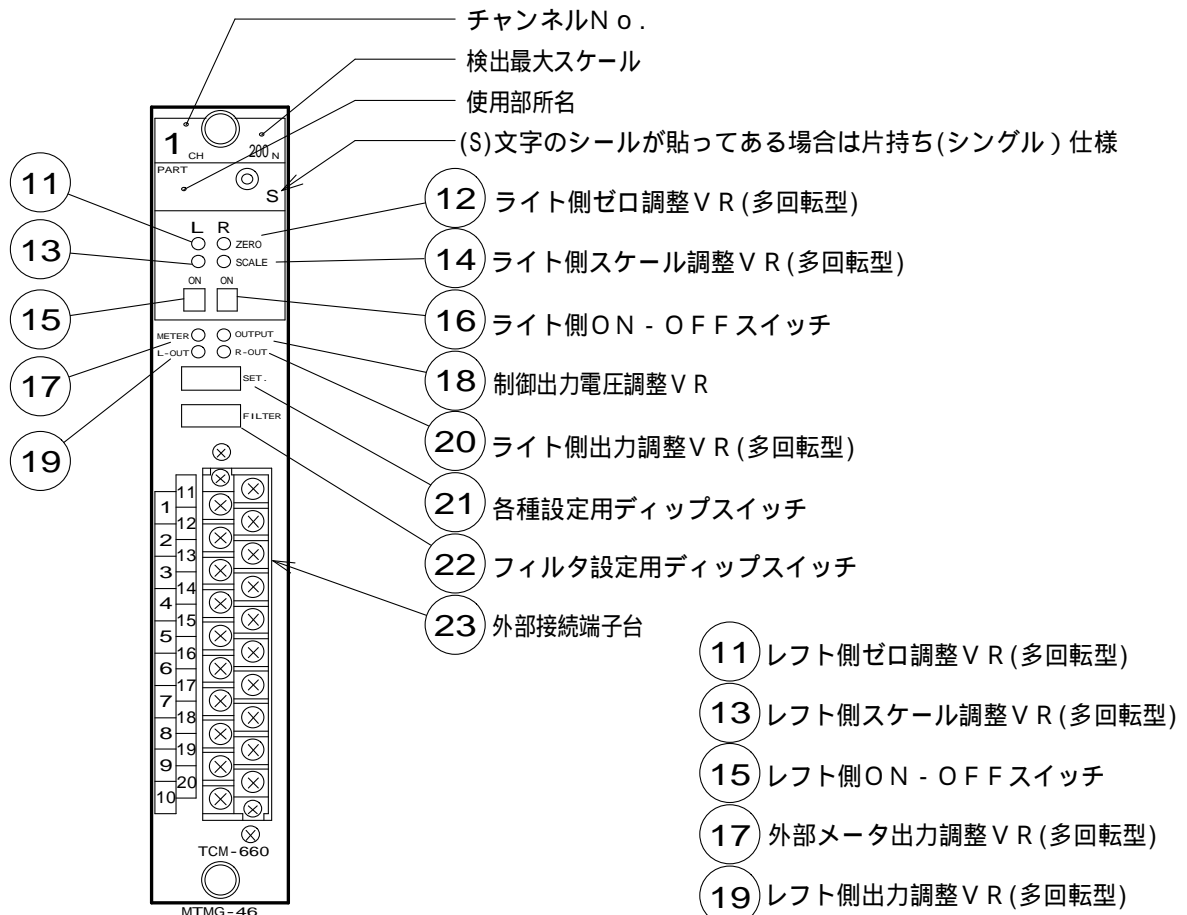 チャンネルNo.
検出最大スケール
使用部所名
(S)文字のシールが貼ってある場合は片持ち(シングル)仕様
1 CH 200 N
PART
S
L R
ZERO
SCALE
ON ON
METER OUTPUT
L-OUT R-OUT
SET.
FILTER
11
13
15
17
19
12 ライト側ゼロ調整VR(多回転型)
14 ライト側スケール調整VR(多回転型)
16 ライト側ON-OFFスイッチ
18 制御出力電圧調整VR
20 ライト側出力調整VR(多回転型)
21 各種設定用ディップスイッチ
22 フィルタ設定用ディップスイッチ
23 外部接続端子台
11
1
12
2
13
3
14
4
15
5
16
6
17
7
18
8
19
9
20
10
TCM-660
MTMG-46
11 レフト側ゼロ調整VR(多回転型)
13 レフト側スケール調整VR(多回転型)
15 レフト側ON-OFFスイッチ
17 外部メータ出力調整VR(多回転型)
19 レフト側出力調整VR(多回転型)